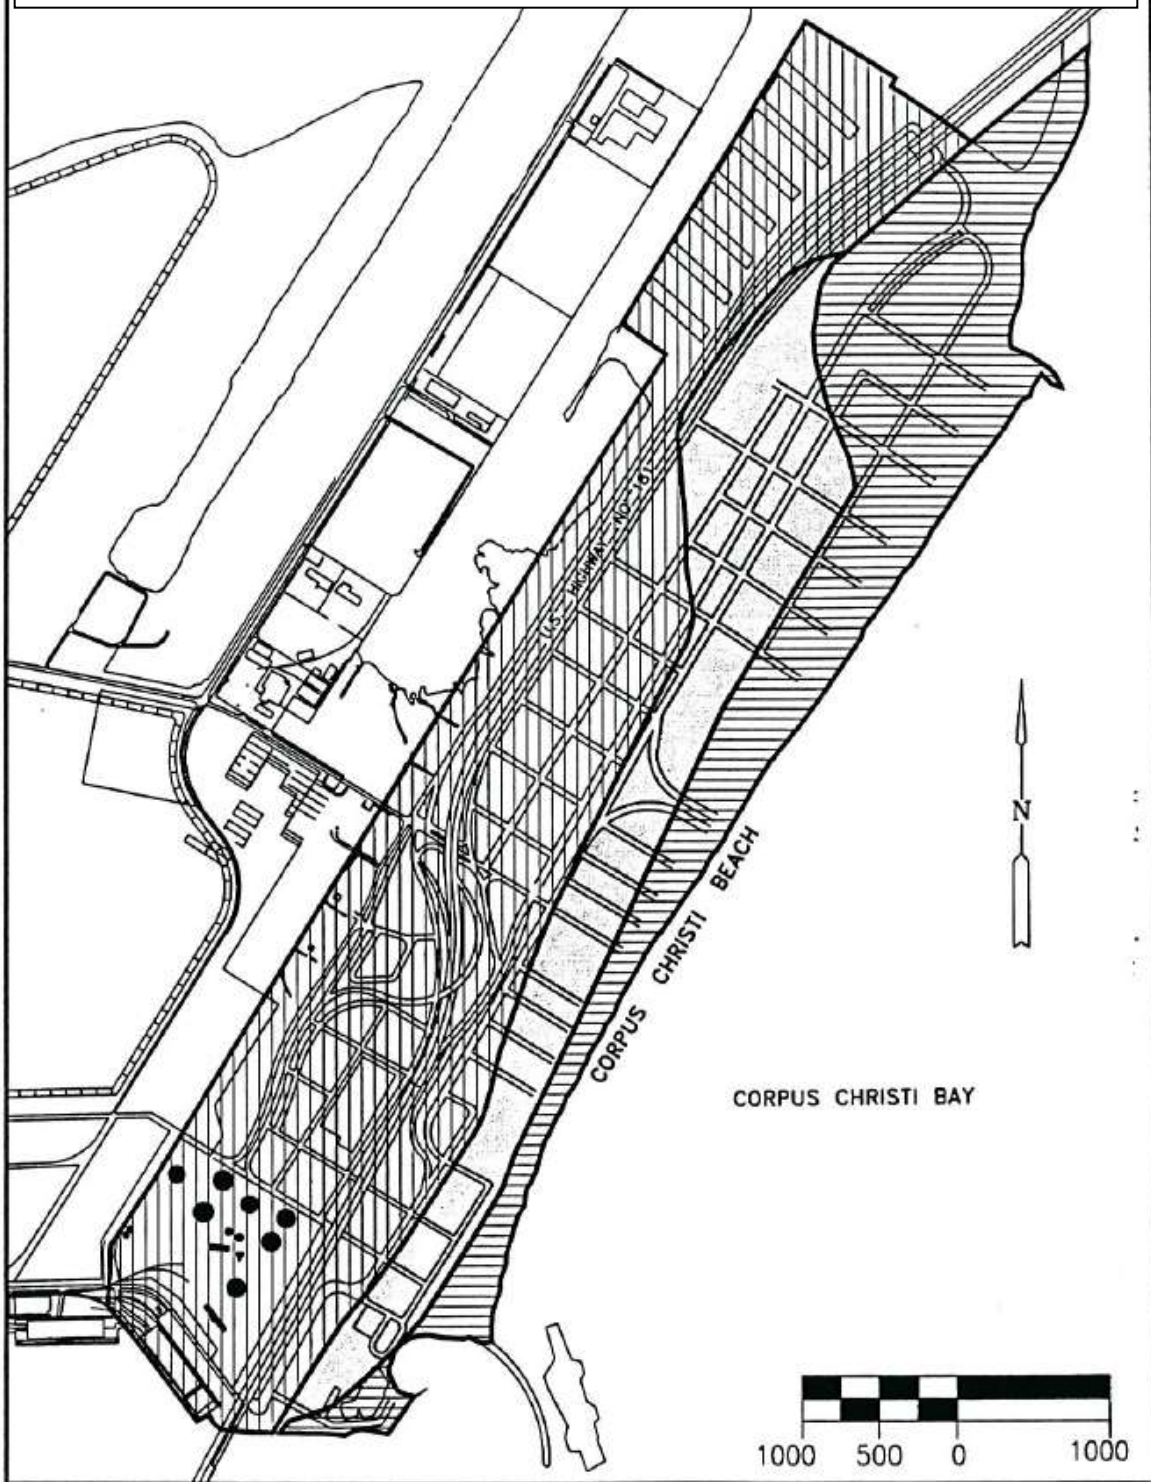 U.S. HIGHWAY NO 181
N
CORPUS CHRISTI BEACH
CORPUS CHRISTI BAY
1000 500 0 1000